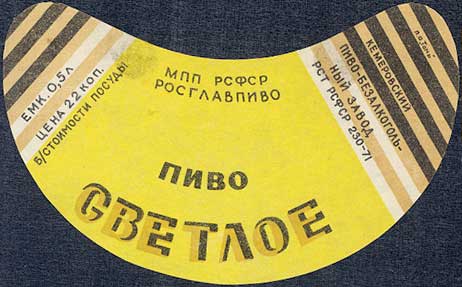 ЕМК. 0,5 л
ЦЕНА 22 КОП.
Б/СТОИМОСТИ ПОСУДЫ
МПП РСФСР
РОСГЛАВПИВО
ПИВО
СВЕТЛОЕ
КЕМЕРОВСКИЙ
ПИВО-БЕЗАЛКОГОЛЬ-
НЫЙ ЗАВОД
РСТ РСФСР 230-71